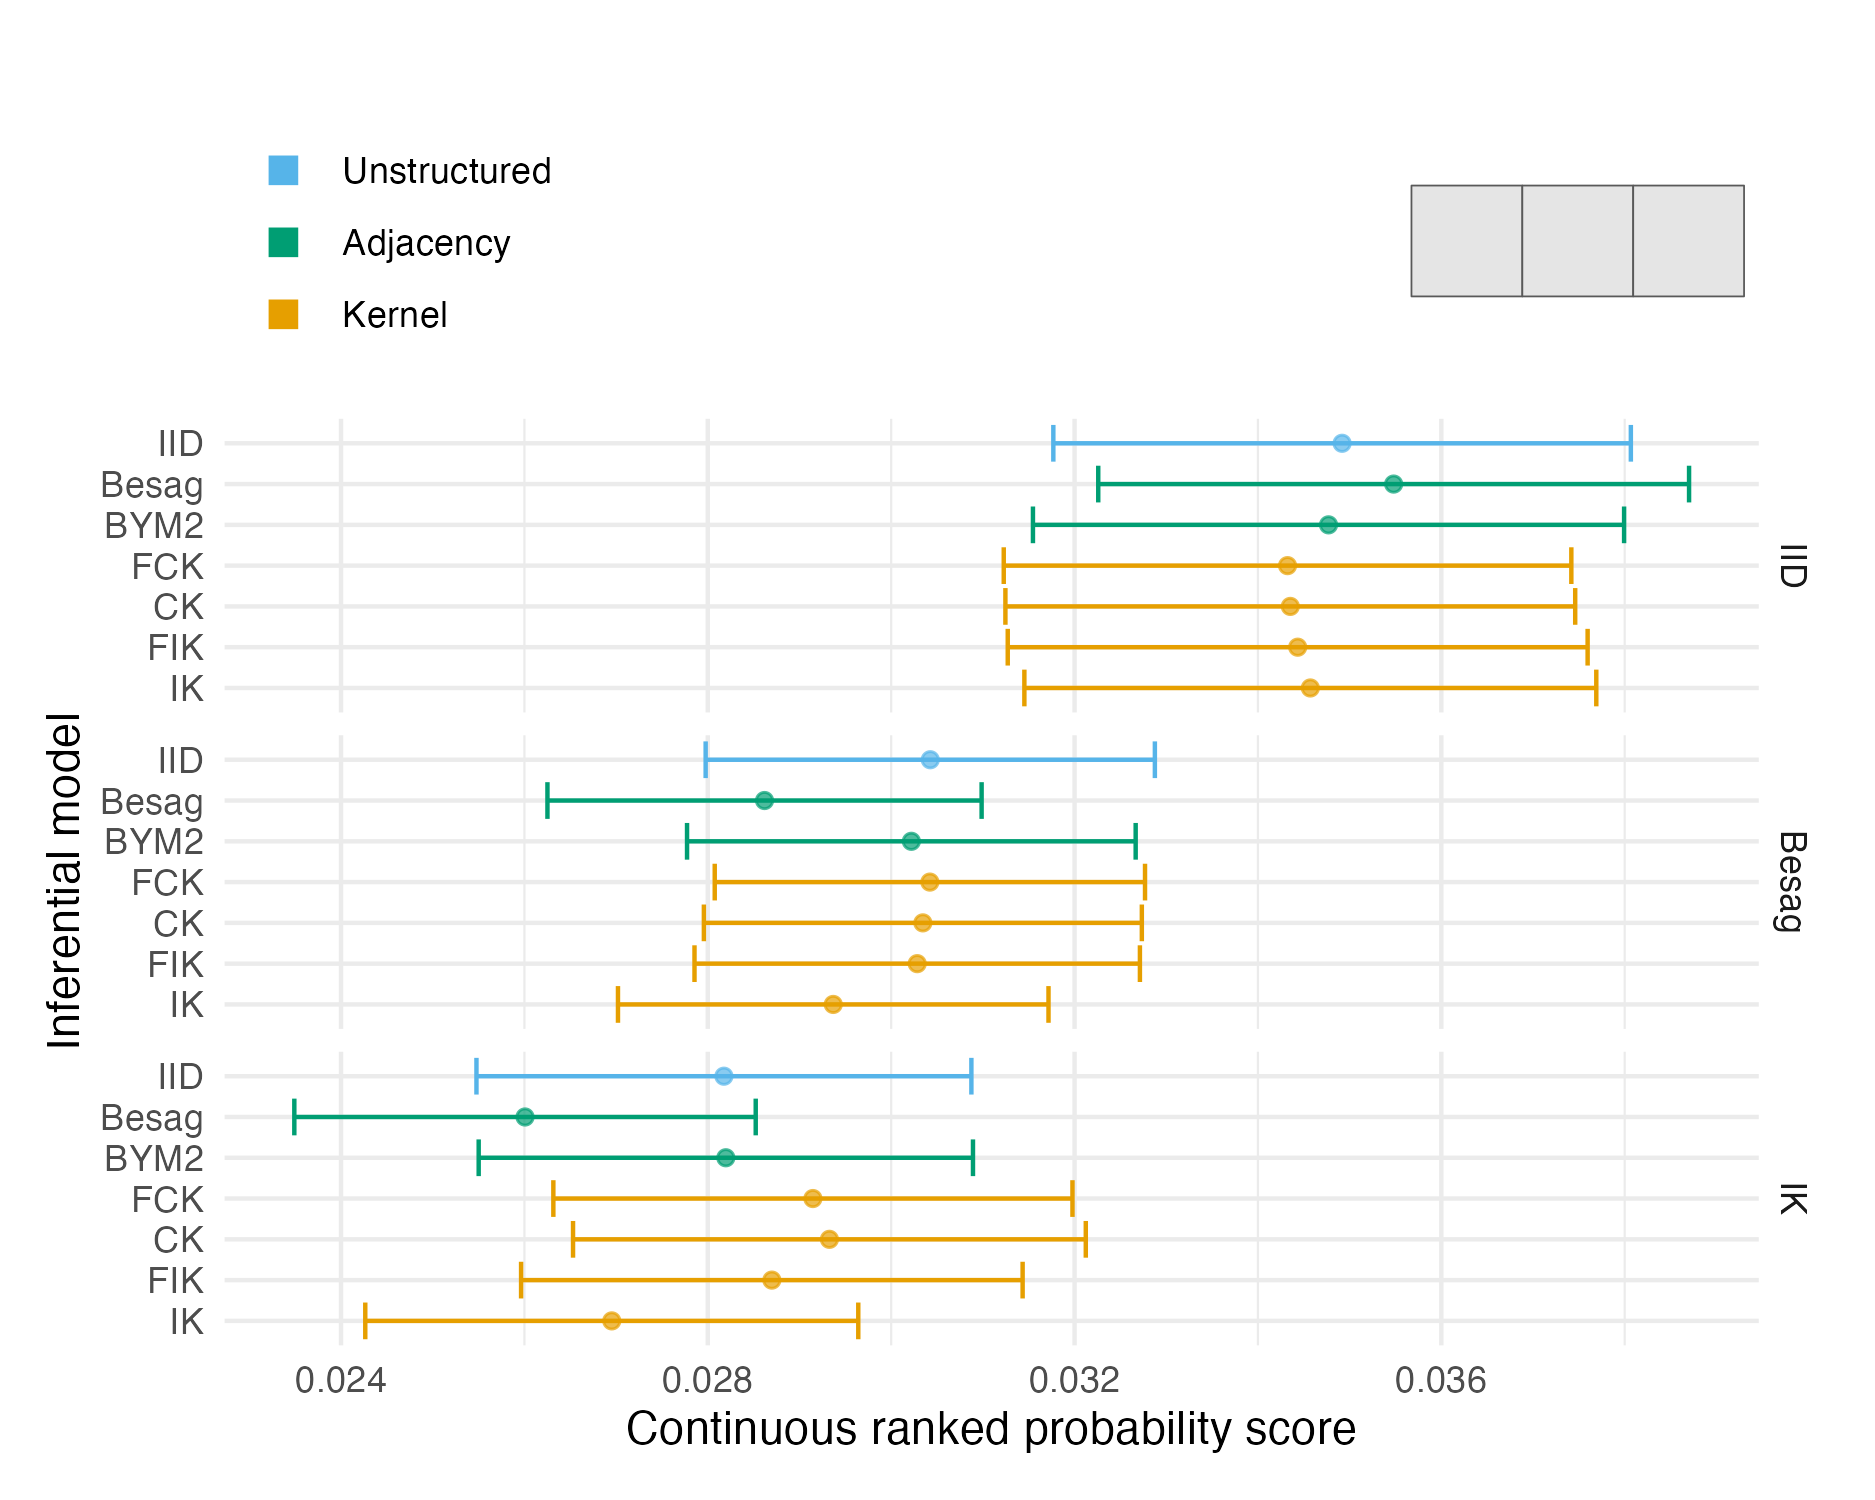 Unstructured
Adjacency
Kernel
Inferential model
IID
Besag
BYM2
FCK
CK
FIK
IK
IID
IID
Besag
BYM2
FCK
CK
FIK
IK
Besag
IID
Besag
BYM2
FCK
CK
FIK
IK
IK
0.024 0.028 0.032 0.036
Continuous ranked probability score